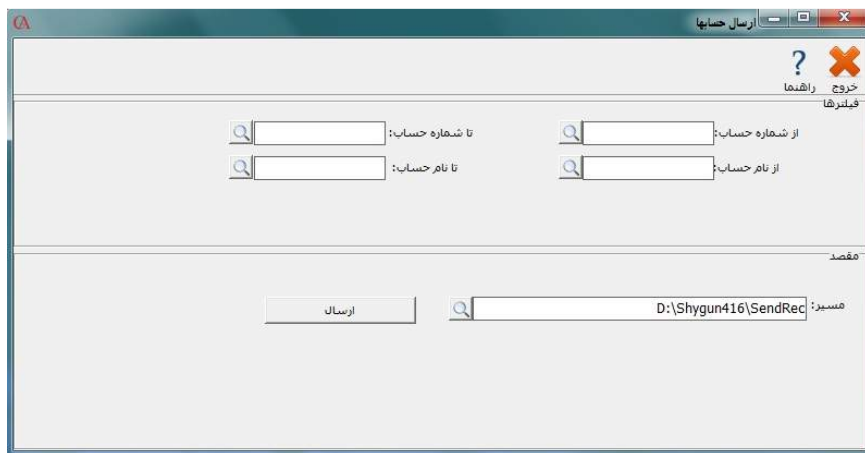 ارسال حسابها
CA
?
خروج راهنما
فیلترها
از شماره حساب: تا شماره حساب:
از نام حساب: تا نام حساب:
مقصد
مسیر: D:\Shygun416\SendRec ارسال